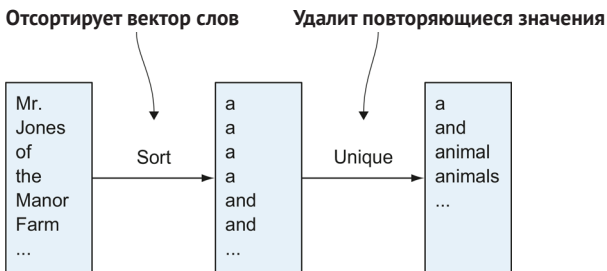 Отсортирует вектор слов
Удалит повторяющиеся значения
Mr.
Jones
of
the
Manor
Farm
...
Sort
a
a
a
a
and
and
...
Unique
a
and
animal
animals
...